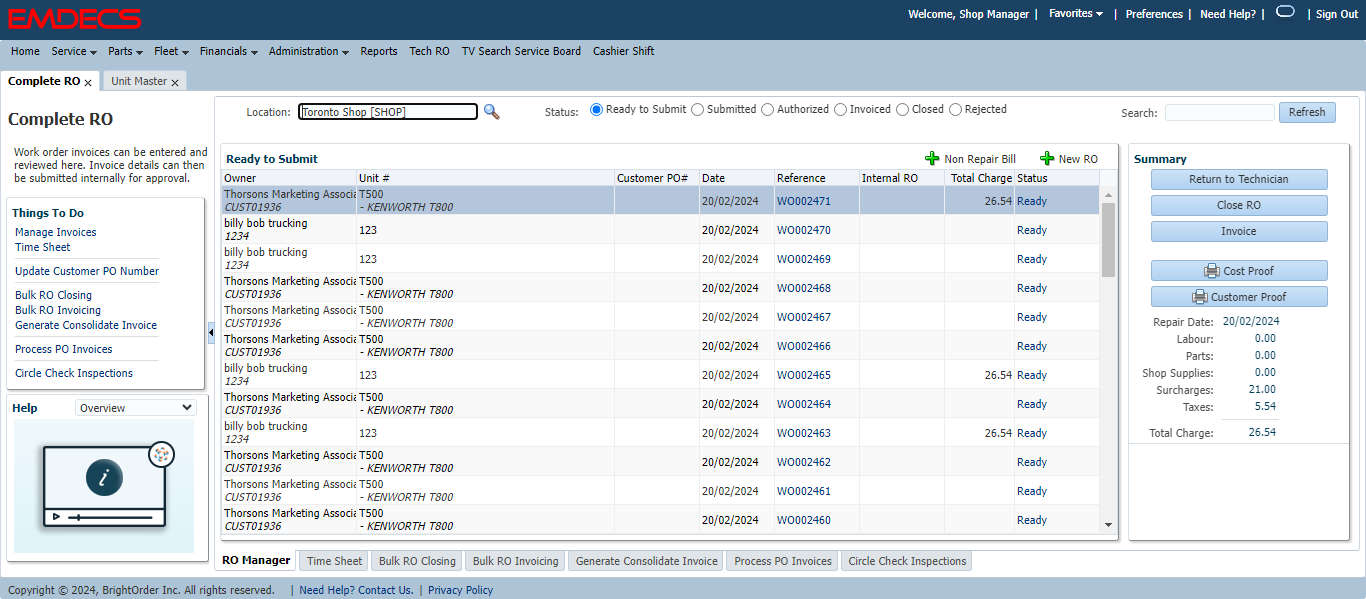 EMDECS
Welcome, Shop Manager | Favorites | Preferences | Need Help? | | Sign Out
Home Service Parts Fleet Financials Administration Reports Tech RO TV Search Service Board Cashier Shift
Complete RO x Unit Master x
Complete RO
Work order invoices can be entered and
reviewed here. Invoice details can then
be submitted internally for approval.
Things To Do
Manage Invoices
Time Sheet
Update Customer PO Number
Bulk RO Closing
Bulk RO Invoicing
Generate Consolidate Invoice
Process PO Invoices
Circle Check Inspections
Help Overview
i
Location: Toronto Shop [SHOP] Status: Ready to Submit Submitted Authorized Invoiced Closed Rejected Search: Refresh
Ready to Submit Non Repair Bill New RO
Owner Unit # Customer PO# Date Reference Internal RO Total Charge Status
Thorsons Marketing Associa T500 20/02/2024 WO002471 26.54 Ready
CUST01936 - KENWORTH T800
billy bob trucking 123 20/02/2024 WO002470 Ready
1234
billy bob trucking 123 20/02/2024 WO002469 Ready
1234
Thorsons Marketing Associa T500 20/02/2024 WO002468 Ready
CUST01936 - KENWORTH T800
Thorsons Marketing Associa T500 20/02/2024 WO002467 Ready
CUST01936 - KENWORTH T800
Thorsons Marketing Associa T500 20/02/2024 WO002466 Ready
CUST01936 - KENWORTH T800
billy bob trucking 123 20/02/2024 WO002465 26.54 Ready
1234
Thorsons Marketing Associa T500 20/02/2024 WO002464 Ready
CUST01936 - KENWORTH T800
billy bob trucking 123 20/02/2024 WO002463 26.54 Ready
1234
Thorsons Marketing Associa T500 20/02/2024 WO002462 Ready
CUST01936 - KENWORTH T800
Thorsons Marketing Associa T500 20/02/2024 WO002461 Ready
CUST01936 - KENWORTH T800
Thorsons Marketing Associa T500 20/02/2024 WO002460 Ready
CUST01936 - KENWORTH T800
Summary
Return to Technician
Close RO
Invoice
Cost Proof
Customer Proof
Repair Date: 20/02/2024
Labour: 0.00
Parts: 0.00
Shop Supplies: 0.00
Surcharges: 21.00
Taxes: 5.54
Total Charge: 26.54
RO Manager Time Sheet Bulk RO Closing Bulk RO Invoicing Generate Consolidate Invoice Process PO Invoices Circle Check Inspections
Copyright © 2024, BrightOrder Inc. All rights reserved. | Need Help? Contact Us. | Privacy Policy